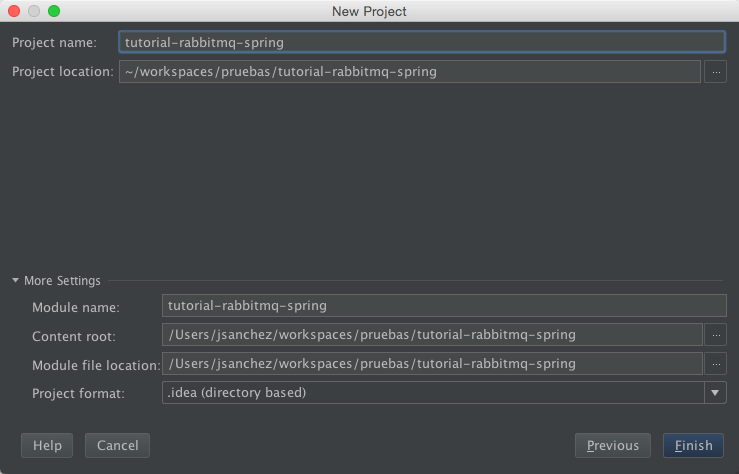 New Project
Project name: tutorial-rabbitmq-spring
Project location: ~/workspaces/pruebas/tutorial-rabbitmq-spring ...
More Settings
Module name: tutorial-rabbitmq-spring
Content root: /Users/jsanchez/workspaces/pruebas/tutorial-rabbitmq-spring ...
Module file location: /Users/jsanchez/workspaces/pruebas/tutorial-rabbitmq-spring ...
Project format: .idea (directory based)
Help Cancel Previous Finish